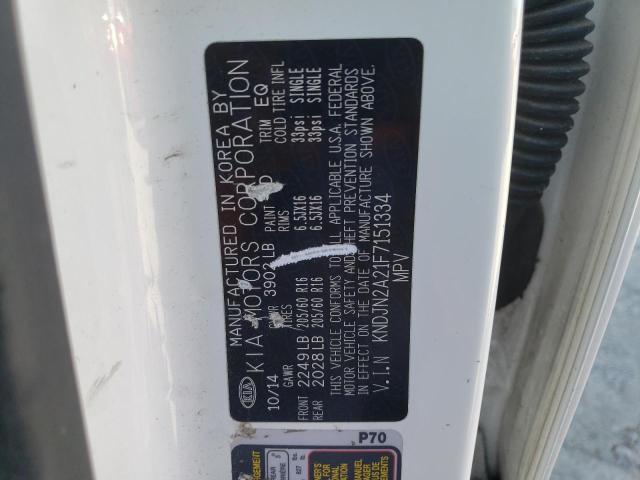 KIA
MANUFACTURED IN KOREA BY
KIA MOTORS CORPORATION
10/14 3902LB PAINT TRIM EQ
GAWR TIRES RIMS COLD TIRE INFL
FRONT 2249LB 205/60 R16 6.5JX16 33psi SINGLE
REAR 2028LB 205/60 R16 6.5JX16 33psi SINGLE
THIS VEHICLE CONFORMS TO ALL APPLICABLE U.S.A. FEDERAL
MOTOR VEHICLE SAFETY AND THEFT PREVENTION STANDARDS
IN EFFECT ON THE DATE OF MANUFACTURE SHOWN ABOVE.
V.I.N KNDJN2A21F7151334
MPV
P70